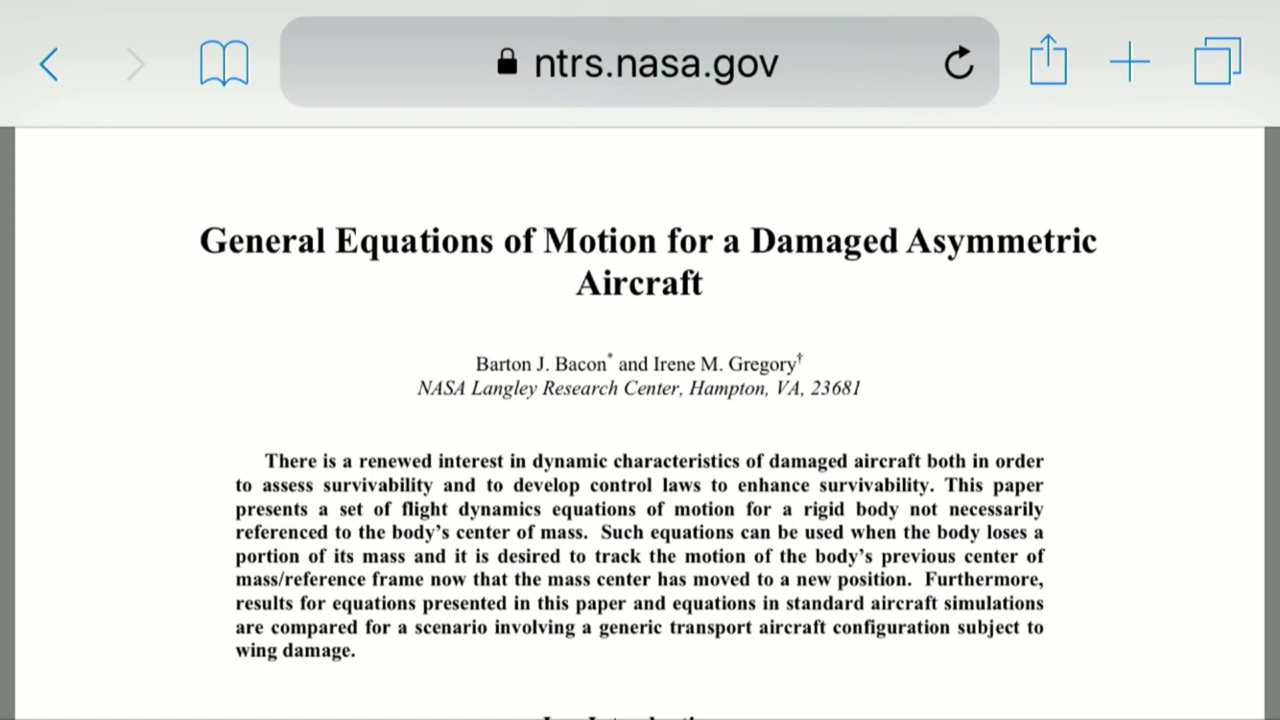 ntrs.nasa.gov
General Equations of Motion for a Damaged Asymmetric
Aircraft
Barton J. Bacon* and Irene M. Gregory†
NASA Langley Research Center, Hampton, VA, 23681
There is a renewed interest in dynamic characteristics of damaged aircraft both in order
to assess survivability and to develop control laws to enhance survivability. This paper
presents a set of flight dynamics equations of motion for a rigid body not necessarily
referenced to the body's center of mass. Such equations can be used when the body loses a
portion of its mass and it is desired to track the motion of the body's previous center of
mass/reference frame now that the mass center has moved to a new position. Furthermore,
results for equations presented in this paper and equations in standard aircraft simulations
are compared for a scenario involving a generic transport aircraft configuration subject to
wing damage.